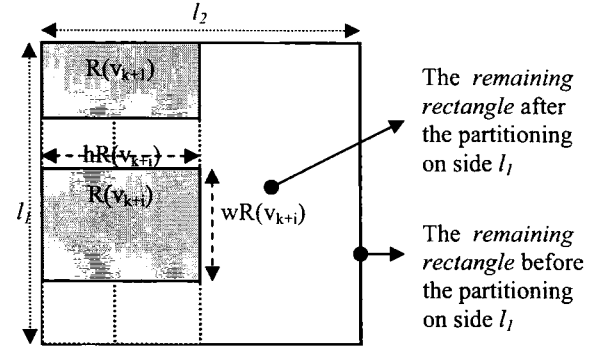 l₂
R(vₖ₊₁)
hR(vₖ₊ᵢ)
R(vₖ₊ᵢ)
l₁
wR(vₖ₊ᵢ)
The remaining
rectangle after
the partitioning
on side l₁
The remaining
rectangle before
the partitioning
on side l₁